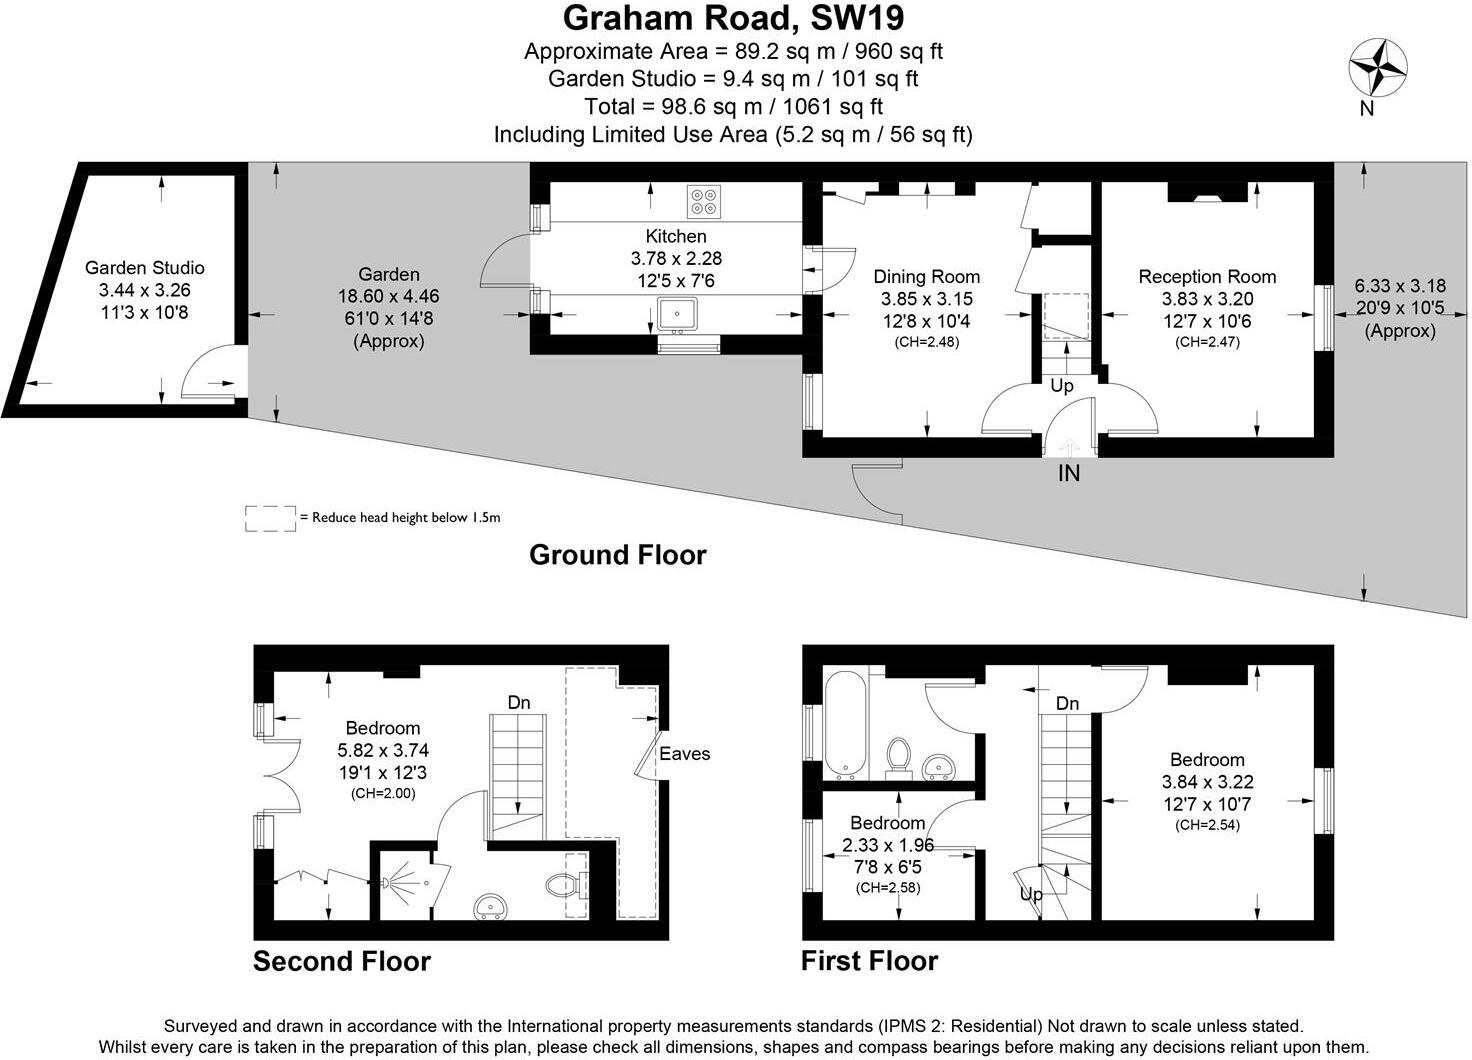 Graham Road, SW19
Approximate Area = 89.2 sq m / 960 sq ft
Garden Studio = 9.4 sq m / 101 sq ft
Total = 98.6 sq m / 1061 sq ft
Including Limited Use Area (5.2 sq m / 56 sq ft)
N
Garden Studio
3.44 x 3.26
11'3 x 10'8
Garden
18.60 x 4.46
61'0 x 14'8
(Approx)
Kitchen
3.78 x 2.28
12'5 x 7'6
Dining Room
3.85 x 3.15
12'8 x 10'4
(CH=2.48)
Up
IN
Reception Room
3.83 x 3.20
12'7 x 10'6
(CH=2.47)
6.33 x 3.18
20'9 x 10'5
(Approx)
= Reduce head height below 1.5m
Ground Floor
Bedroom
5.82 x 3.74
19'1 x 12'3
(CH=2.00)
Dn
Eaves
Second Floor
Bedroom
2.33 x 1.96
7'8 x 6'5
(CH=2.58)
Dn
Up
Bedroom
3.84 x 3.22
12'7 x 10'7
(CH=2.54)
First Floor
Surveyed and drawn in accordance with the International property measurements standards (IPMS 2: Residential) Not drawn to scale unless stated.
Whilst every care is taken in the preparation of this plan, please check all dimensions, shapes and compass bearings before making any decisions reliant upon them.